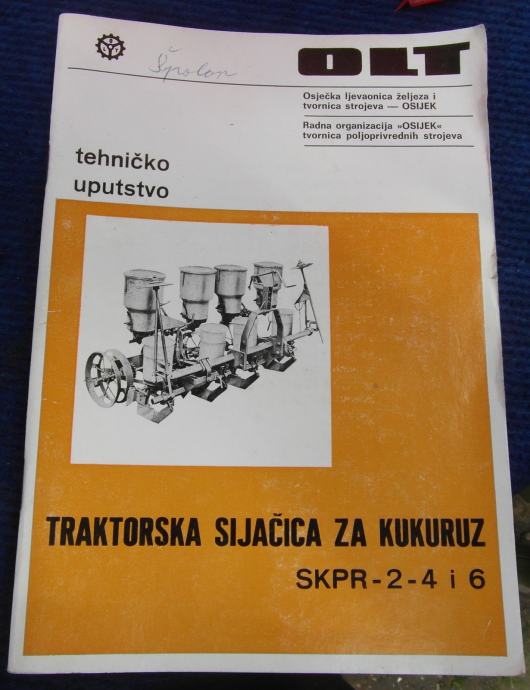 Špolon
OLT
Osječka ljevaonica željeza i
tvornica strojeva — OSIJEK
Radna organizacija »OSIJEK«
tvornica poljoprivrednih strojeva
tehničko
uputstvo
TRAKTORSKA SIJAČICA ZA KUKURUZ
SKPR-2-4 i 6